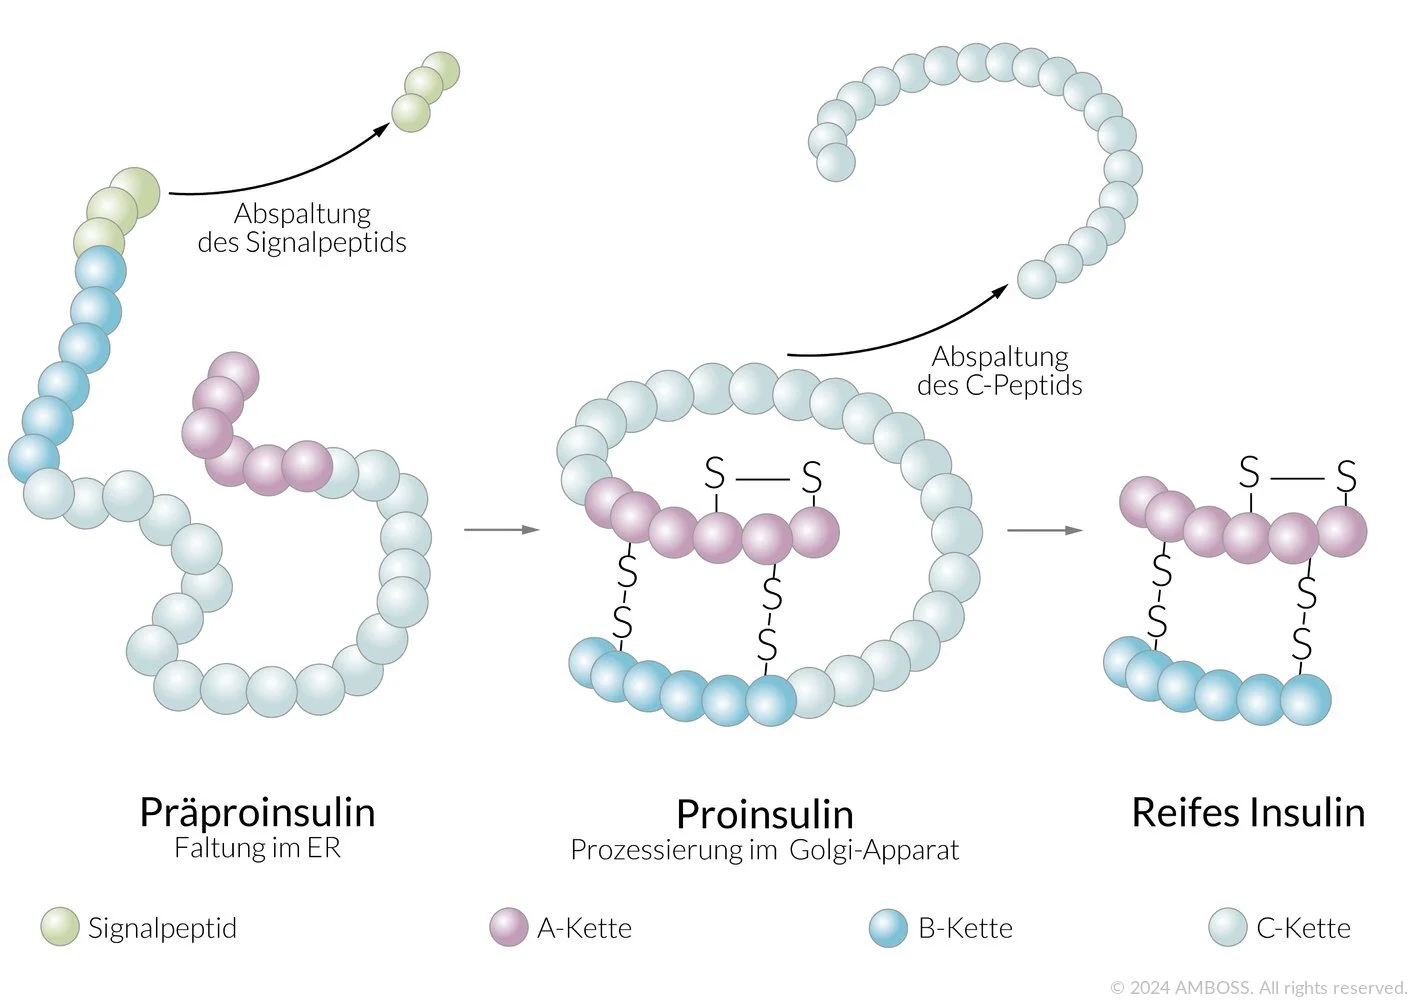 Abspaltung
des Signalpeptids
Abspaltung
des C-Peptids
S S
S
S
S
S
S S
S
S
S
S
Präproinsulin
Faltung im ER
Proinsulin
Prozessierung im Golgi-Apparat
Reifes Insulin
Signalpeptid
A-Kette
B-Kette
C-Kette
© 2024 AMBOSS. All rights reserved.